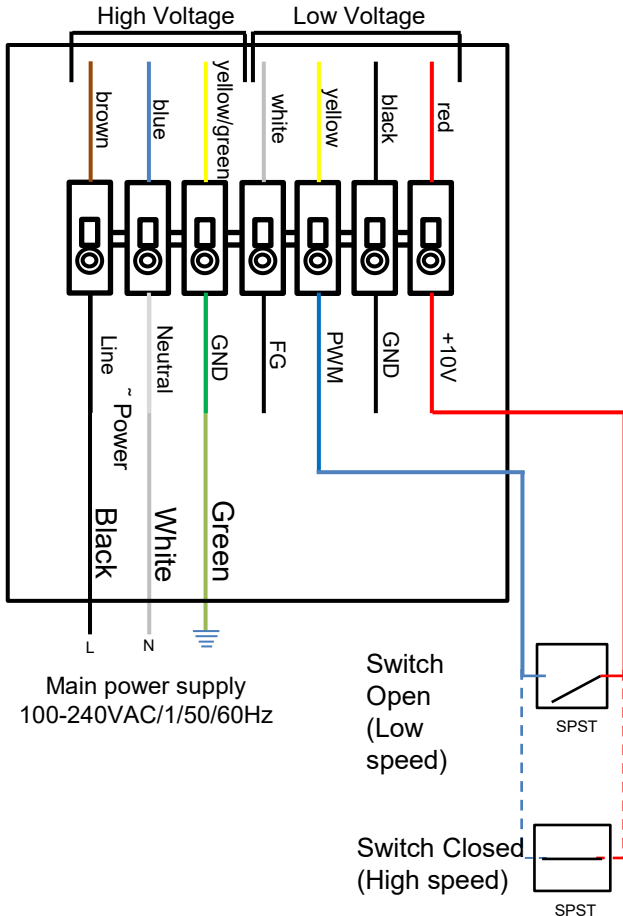 High Voltage
Low Voltage
brown
blue
yellow/green
white
yellow
black
red
Line
Neutral
GND
FG
PWM
GND
+10V
~ Power
Black
White
Green
L
N
Main power supply
100-240VAC/1/50/60Hz
Switch
Open
(Low
speed)
SPST
Switch Closed
(High speed)
SPST